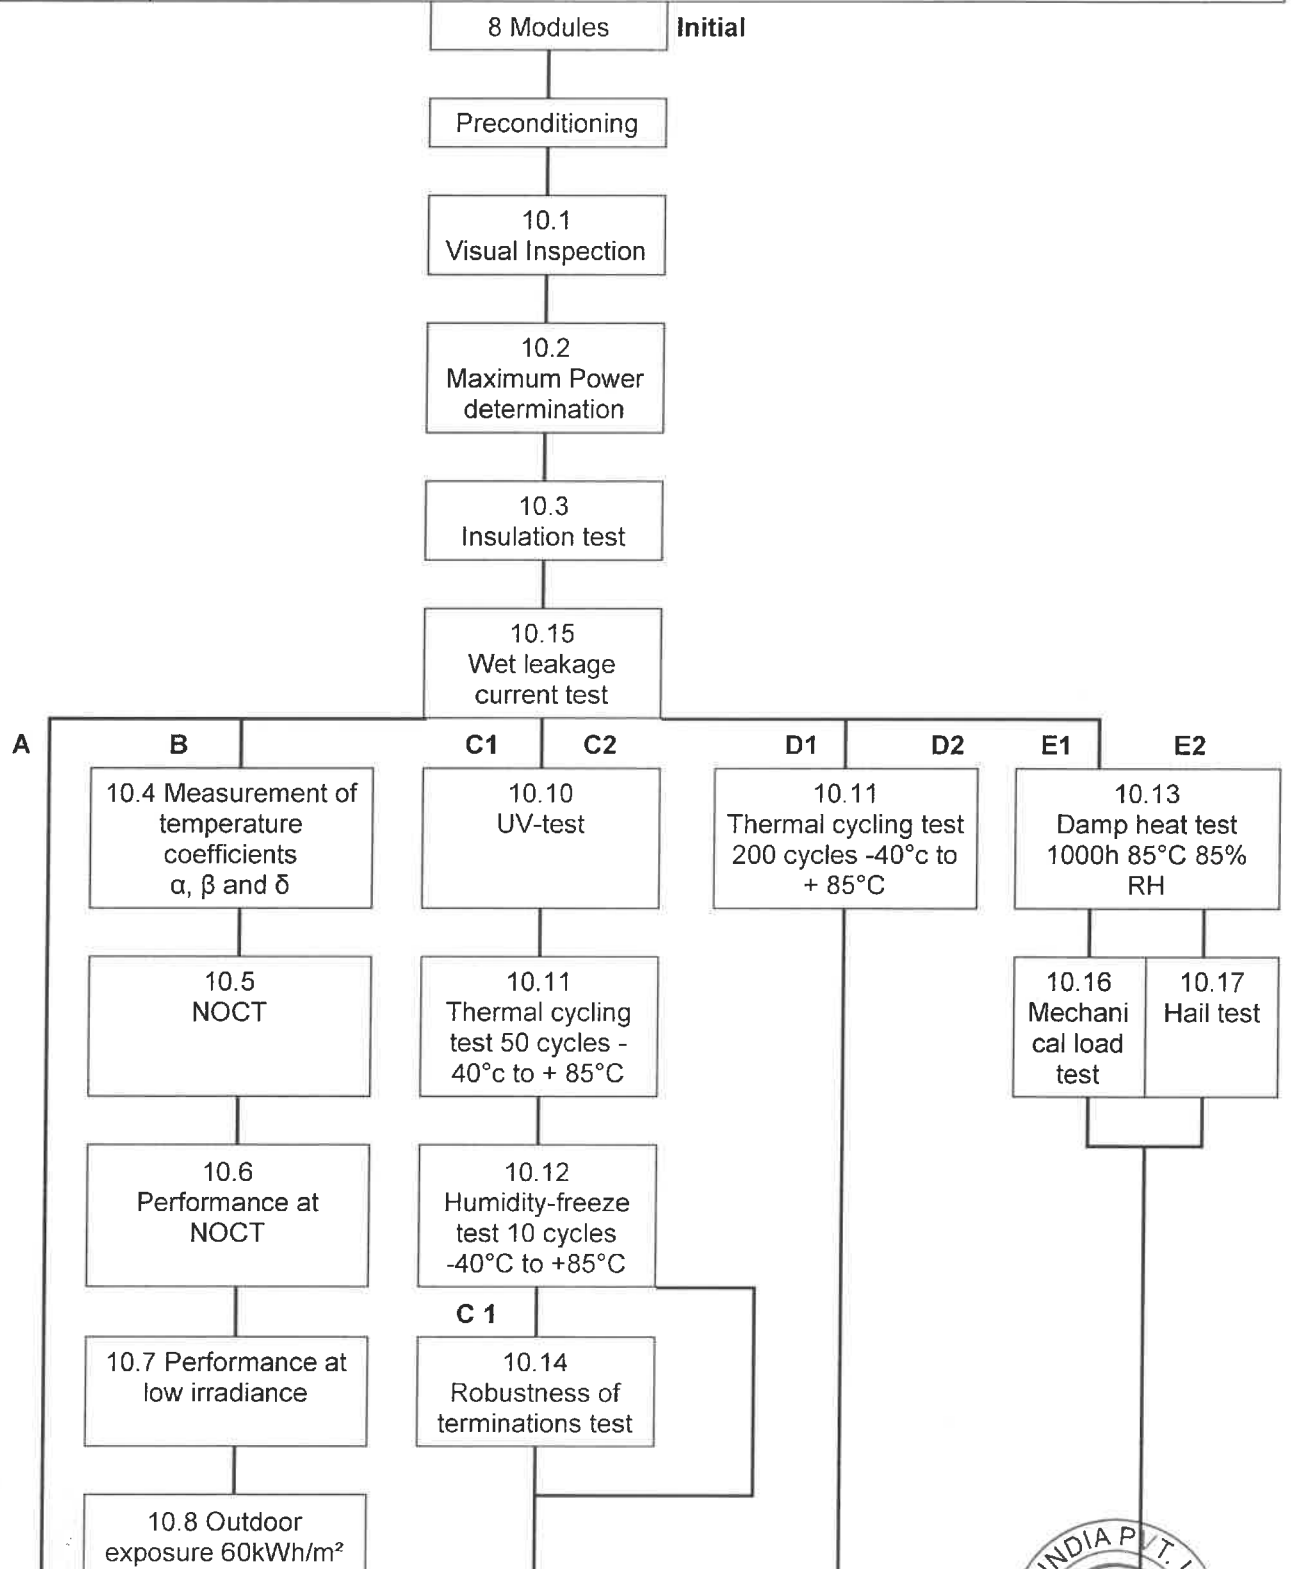 8 Modules
Initial
Preconditioning
10.1
Visual Inspection
10.2
Maximum Power
determination
10.3
Insulation test
10.15
Wet leakage
current test
A
B
C1
C2
D1
D2
E1
E2
10.4 Measurement of
temperature
coefficients
α, β and δ
10.10
UV-test
10.11
Thermal cycling test
200 cycles -40°c to
+ 85°C
10.13
Damp heat test
1000h 85°C 85%
RH
10.5
NOCT
10.11
Thermal cycling
test 50 cycles -
40°c to + 85°C
10.16
Mechani
cal load
test
10.17
Hail test
10.6
Performance at
NOCT
10.12
Humidity-freeze
test 10 cycles
-40°C to +85°C
C 1
10.7 Performance at
low irradiance
10.14
Robustness of
terminations test
10.8 Outdoor
exposure 60kWh/m²
INDIA PVT.